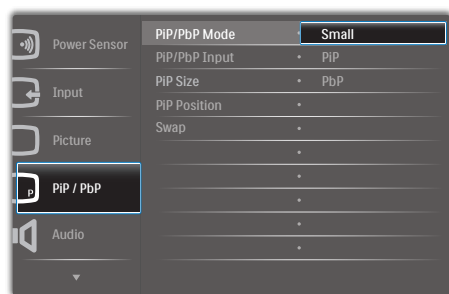 Power Sensor
Input
Picture
P
PiP / PbP
Audio
PiP/PbP Mode • Small
PiP/PbP Input • PiP
PiP Size • PbP
PiP Position •
Swap •
•
•
•
•
•